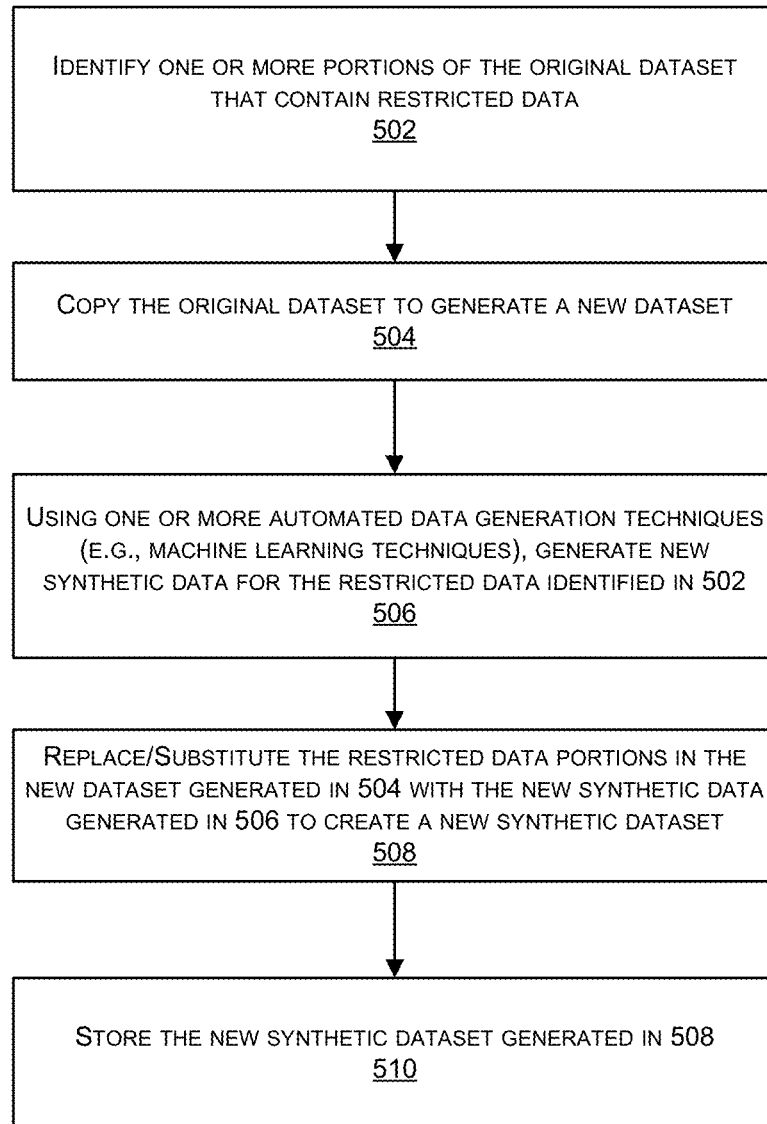 IDENTIFY ONE OR MORE PORTIONS OF THE ORIGINAL DATASET
THAT CONTAIN RESTRICTED DATA
502
COPY THE ORIGINAL DATASET TO GENERATE A NEW DATASET
504
USING ONE OR MORE AUTOMATED DATA GENERATION TECHNIQUES
(E.G., MACHINE LEARNING TECHNIQUES), GENERATE NEW
SYNTHETIC DATA FOR THE RESTRICTED DATA IDENTIFIED IN 502
506
REPLACE/SUBSTITUTE THE RESTRICTED DATA PORTIONS IN THE
NEW DATASET GENERATED IN 504 WITH THE NEW SYNTHETIC DATA
GENERATED IN 506 TO CREATE A NEW SYNTHETIC DATASET
508
STORE THE NEW SYNTHETIC DATASET GENERATED IN 508
510